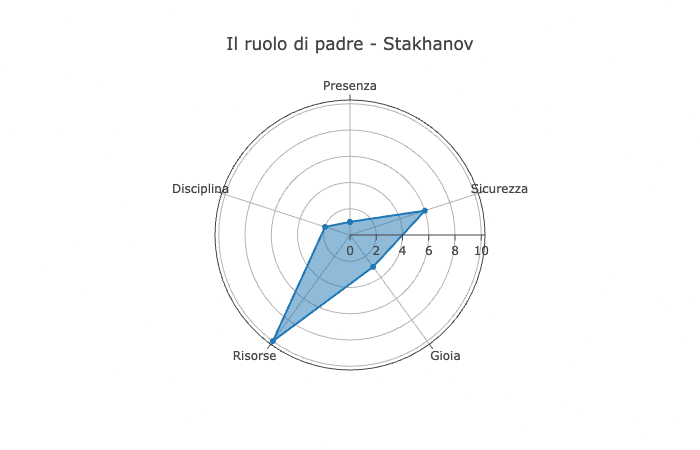 Il ruolo di padre - Stakhanov
Presenza
Disciplina
Sicurezza
0 2 4 6 8 10
Risorse
Gioia